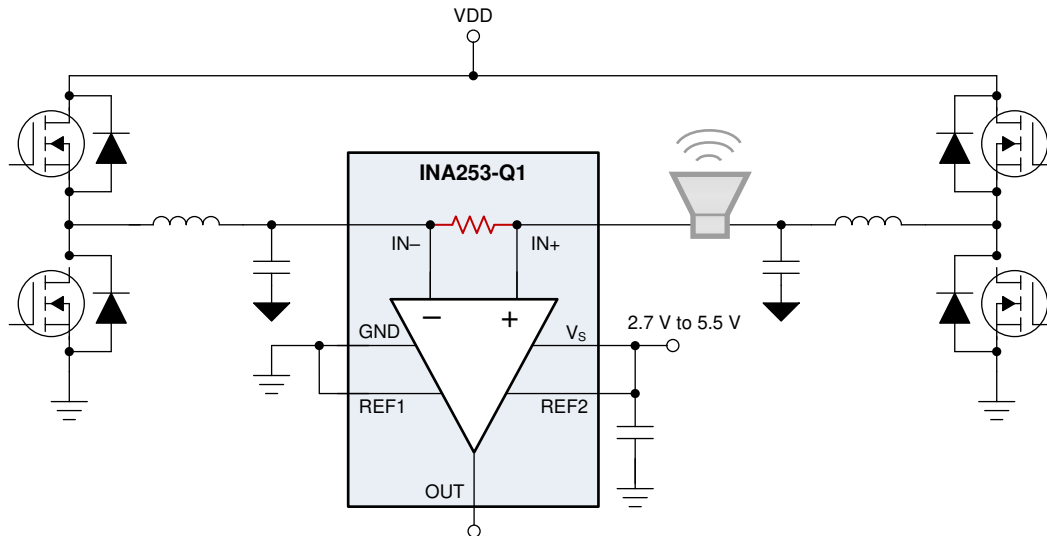 VDD
INA253-Q1
IN–
IN+
–
+
GND
VS
2.7 V to 5.5 V
REF1
REF2
OUT